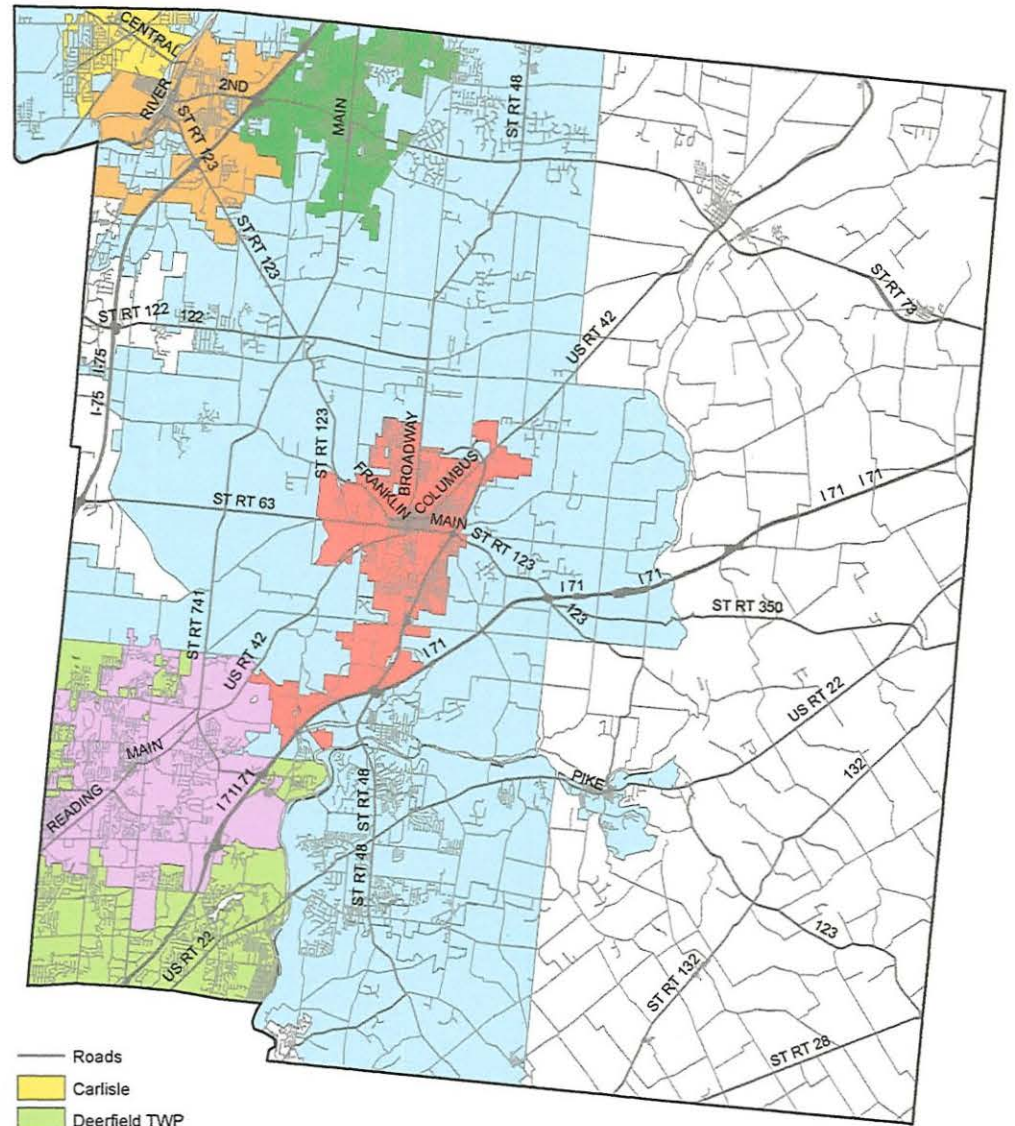 CENTRAL
RIVER
2ND
ST RT 123
MAIN
ST RT 48
ST RT 123
ST RT 122
122
I-75
I-75
ST RT 73
US RT 42
ST RT 123
BROADWAY
FRANKLIN
COLUMBUS
MAIN
ST RT 63
ST RT 123
I 71
I 71
I 71
I 71
123
ST RT 350
ST RT 741
US RT 42
I 71
US RT 22
132
MAIN
READING
I 71
I 71
PIKE
ST RT 48
ST RT 48
US RT 22
123
ST RT 132
ST RT 28
Roads
Carlisle
Deerfield TWP